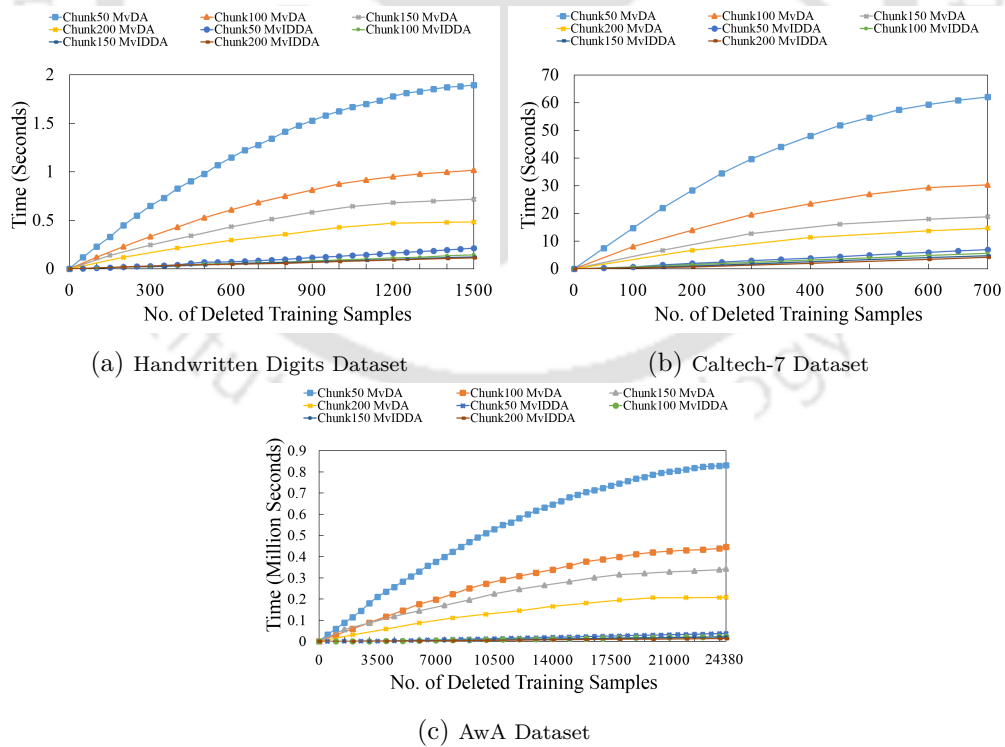 Chunk50 MvDA Chunk100 MvDA Chunk150 MvDA
Chunk200 MvDA Chunk50 MvIDDA Chunk100 MvIDDA
Chunk150 MvIDDA Chunk200 MvIDDA
2
1.5
1
0.5
0
Time (Seconds)
0 300 600 900 1200 1500
No. of Deleted Training Samples
(a) Handwritten Digits Dataset
Chunk50 MvDA Chunk100 MvDA Chunk150 MvDA
Chunk200 MvDA Chunk50 MvIDDA Chunk100 MvIDDA
Chunk150 MvIDDA Chunk200 MvIDDA
70
60
50
40
30
20
10
0
Time (Seconds)
0 100 200 300 400 500 600 700
No. of Deleted Training Samples
(b) Caltech-7 Dataset
Chunk50 MvDA Chunk100 MvDA Chunk150 MvDA
Chunk200 MvDA Chunk50 MvIDDA Chunk100 MvIDDA
Chunk150 MvIDDA Chunk200 MvIDDA
0.9
0.8
0.7
0.6
0.5
0.4
0.3
0.2
0.1
0
Time (Million Seconds)
0 3500 7000 10500 14000 17500 21000 24380
No. of Deleted Training Samples
(c) AwA Dataset